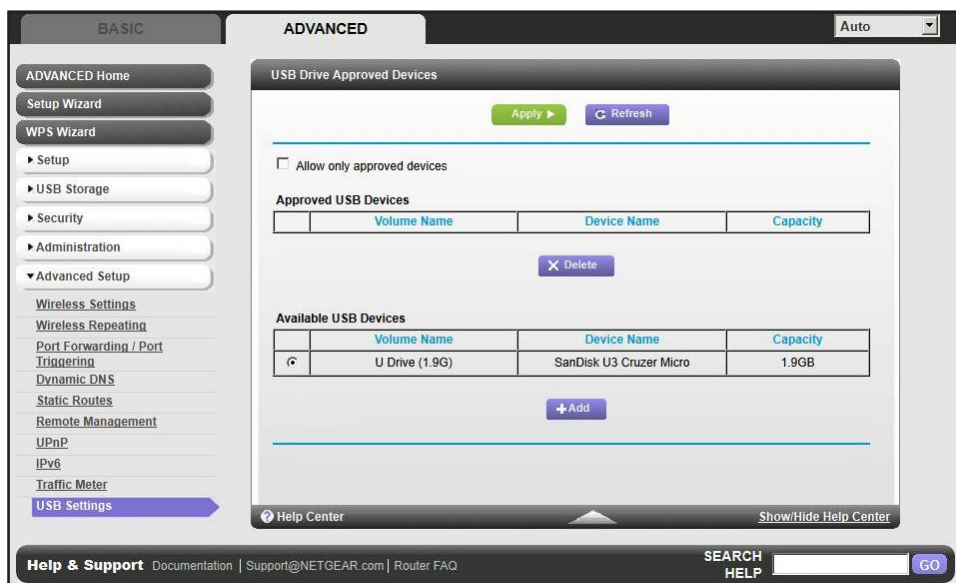 BASIC
ADVANCED
Auto
ADVANCED Home
Setup Wizard
WPS Wizard
Setup
USB Storage
Security
Administration
Advanced Setup
Wireless Settings
Wireless Repeating
Port Forwarding / Port
Triggering
Dynamic DNS
Static Routes
Remote Management
UPnP
IPv6
Traffic Meter
USB Settings
USB Drive Approved Devices
Apply
Refresh
Allow only approved devices
Approved USB Devices
Volume Name Device Name Capacity
Delete
Available USB Devices
Volume Name Device Name Capacity
U Drive (1.9G) SanDisk U3 Cruzer Micro 1.9GB
+Add
Help Center
Show/Hide Help Center
Help & Support Documentation | Support@NETGEAR.com | Router FAQ
SEARCH
HELP
GO